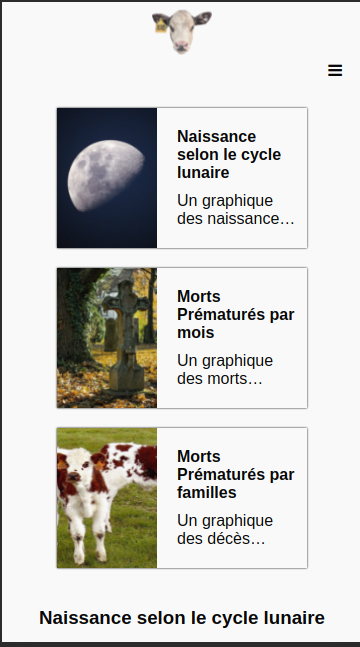 Naissance
selon le cycle
lunaire
Un graphique
des naissance…
Morts
Prématurés par
mois
Un graphique
des morts…
Morts
Prématurés par
familles
Un graphique
des décès…
Naissance selon le cycle lunaire